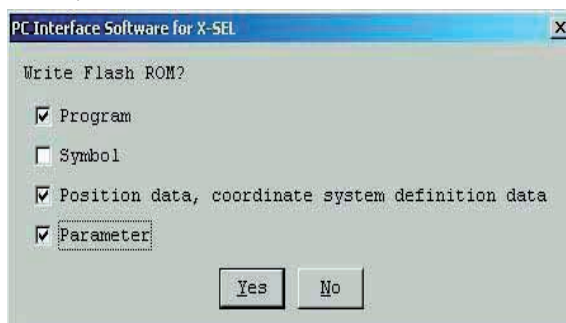 PC Interface Software for X-SEL
X
Write Flash ROM?
Program
Symbol
Position data, coordinate system definition data
Parameter
Yes
No